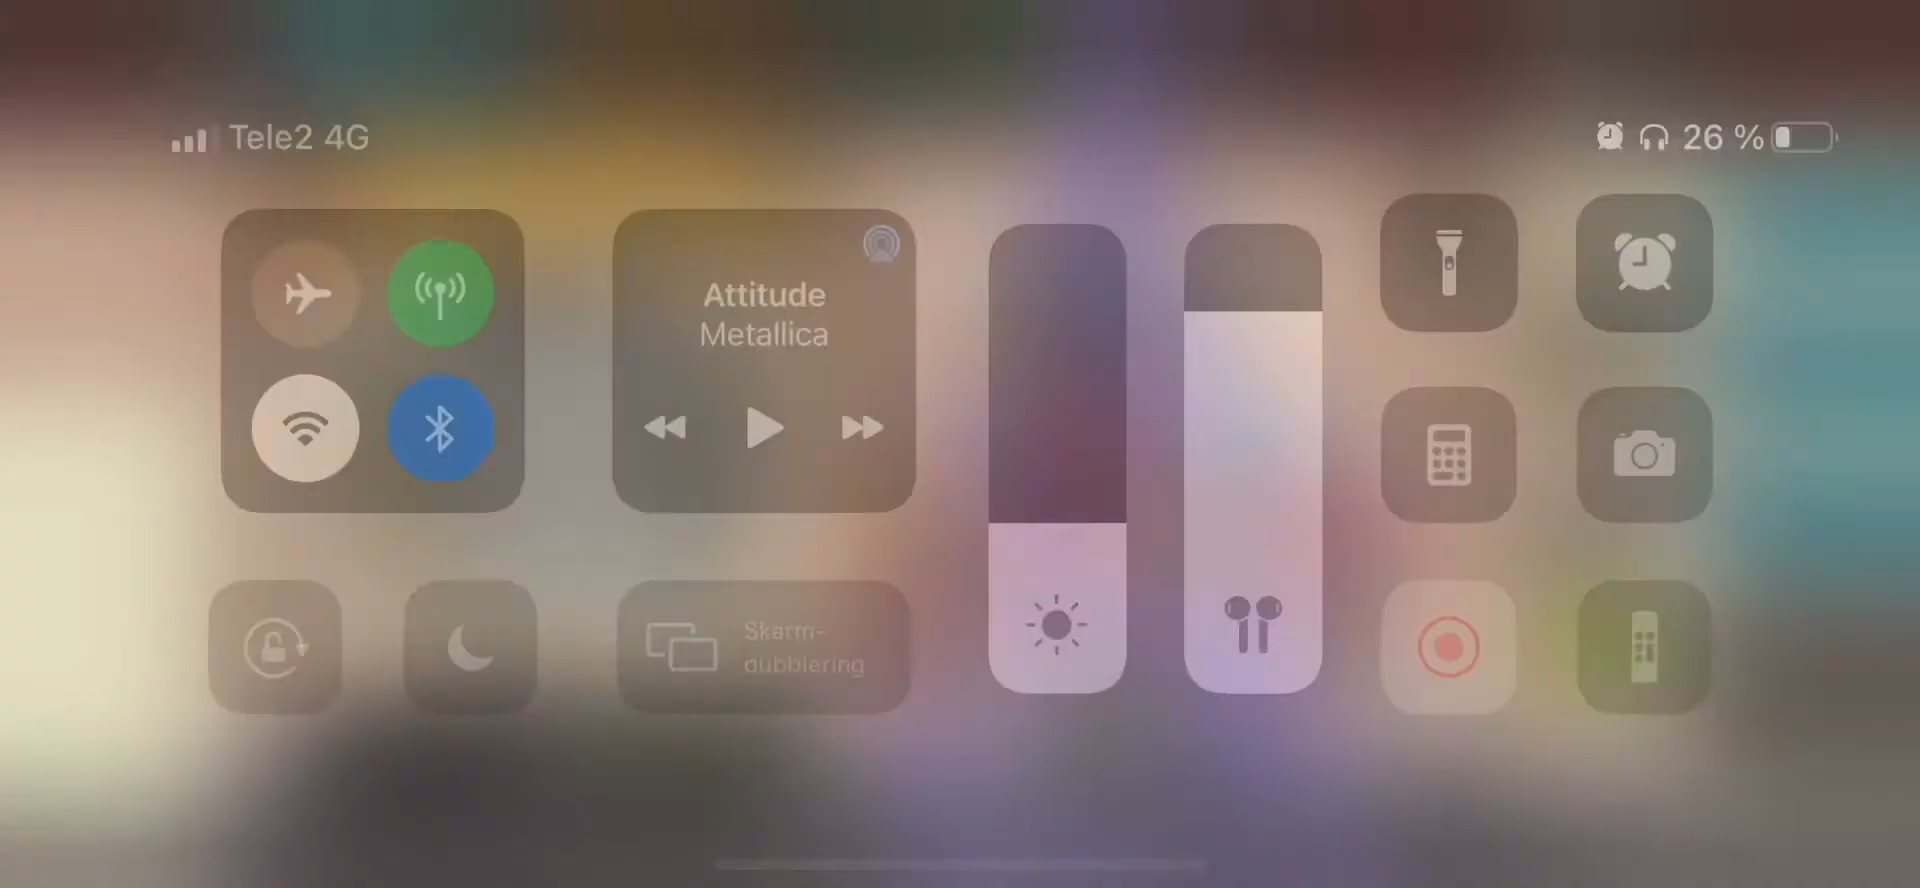 Tele2 4G
26 %
Attitude
Metallica
Skärm-
dubblering